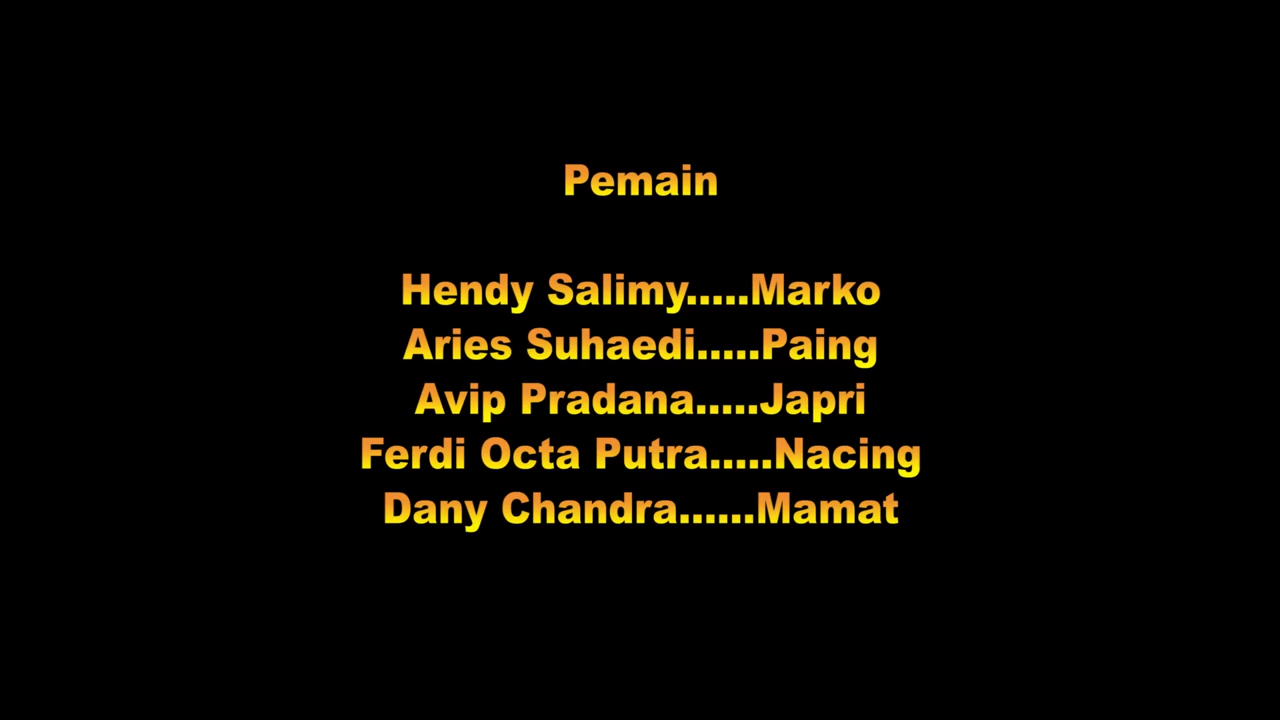 Pemain
Hendy Salimy.....Marko
Aries Suhaedi.....Paing
Avip Pradana.....Japri
Ferdi Octa Putra.....Nacing
Dany Chandra......Mamat